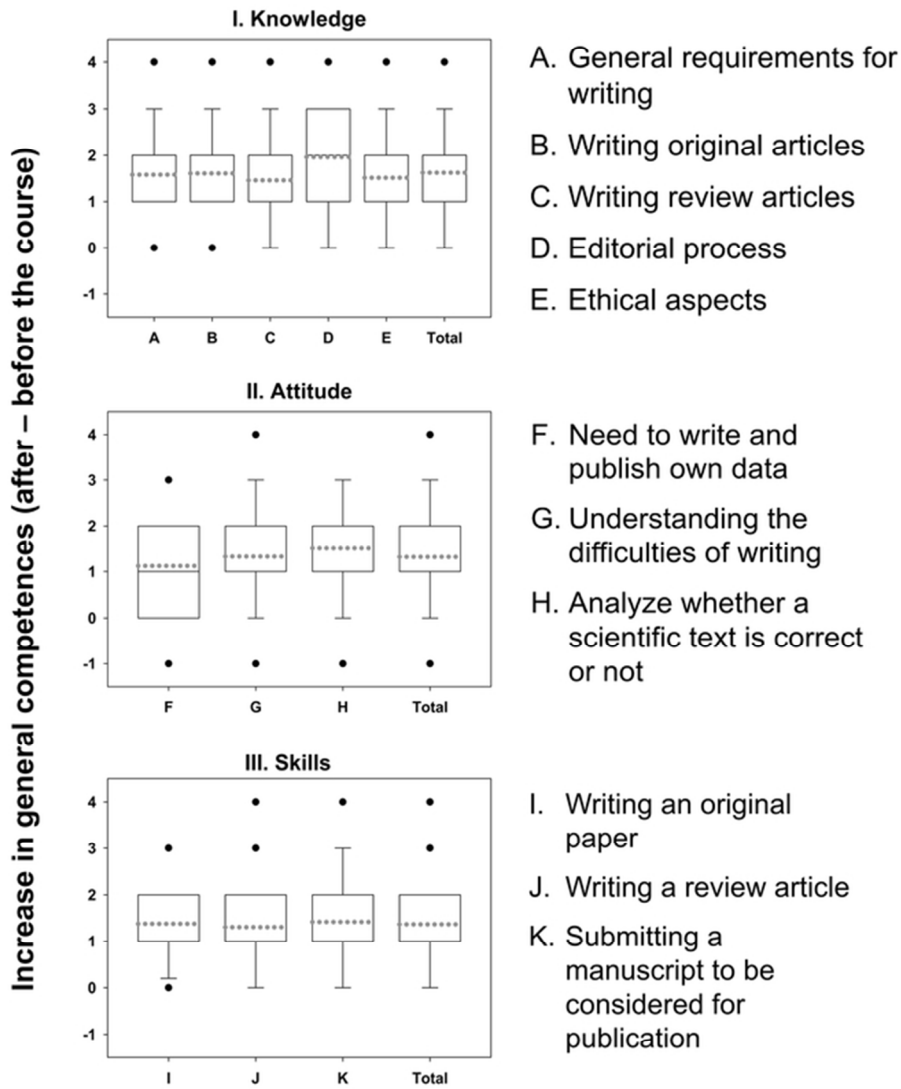 Increase in general competences (after – before the course)
I. Knowledge
4
3
2
1
0
-1
A
B
C
D
E
Total
A. General requirements for
writing
B. Writing original articles
C. Writing review articles
D. Editorial process
E. Ethical aspects
II. Attitude
4
3
2
1
0
-1
F
G
H
Total
F. Need to write and
publish own data
G. Understanding the
difficulties of writing
H. Analyze whether a
scientific text is correct
or not
III. Skills
4
3
2
1
0
-1
I
J
K
Total
I. Writing an original
paper
J. Writing a review article
K. Submitting a
manuscript to be
considered for
publication